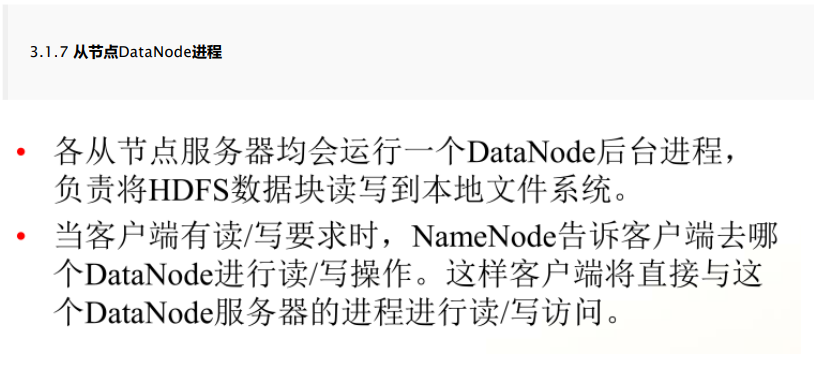 3.1.7 从节点DataNode进程
• 各从节点服务器均会运行一个DataNode后台进程，
负责将HDFS数据块读写到本地文件系统。
• 当客户端有读/写要求时，NameNode告诉客户端去哪
个DataNode进行读/写操作。这样客户端将直接与这
个DataNode服务器的进程进行读/写访问。